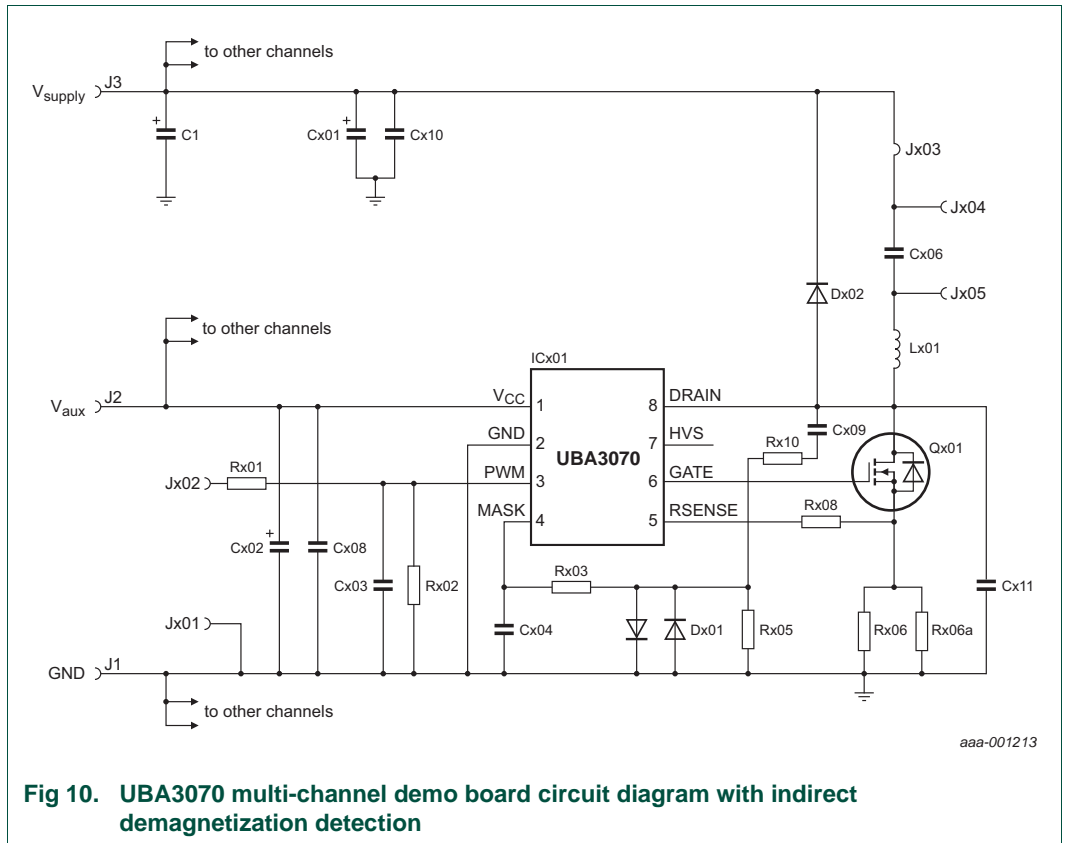 to other channels
Vsupply J3
+
C1
+
Cx01 Cx10
Jx03
Jx04
Cx06
Dx02 Jx05
to other channels
Lx01
ICx01
Vaux J2
VCC 1 8 DRAIN
Cx09
GND 2 7 HVS
UBA3070
Rx10 Qx01
Rx01
Jx02 PWM 3 6 GATE
MASK 4 5 RSENSE Rx08
+
Cx02 Cx08
Rx03
Cx03 Rx02 Cx11
Jx01
Cx04 Dx01 Rx05 Rx06 Rx06a
GND J1
to other channels
aaa-001213
Fig 10. UBA3070 multi-channel demo board circuit diagram with indirect
demagnetization detection